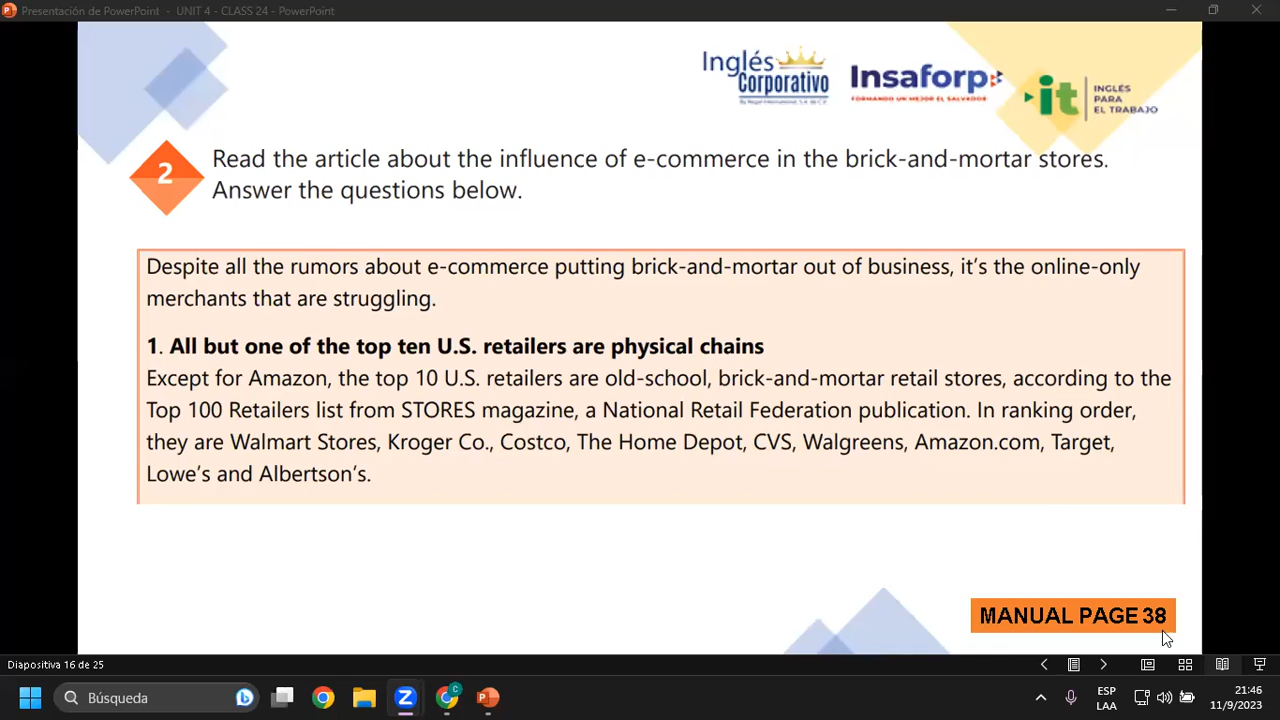 Presentación de PowerPoint - UNIT 4 - CLASS 24 - PowerPoint
Inglés
Corporativo
By Regal International, S.A. de C.V.
Insaforp
FORMANDO UN MEJOR EL SALVADOR
it
INGLÉS
PARA
EL TRABAJO
2
Read the article about the influence of e-commerce in the brick-and-mortar stores.
Answer the questions below.
Despite all the rumors about e-commerce putting brick-and-mortar out of business, it's the online-only
merchants that are struggling.
1. All but one of the top ten U.S. retailers are physical chains
Except for Amazon, the top 10 U.S. retailers are old-school, brick-and-mortar retail stores, according to the
Top 100 Retailers list from STORES magazine, a National Retail Federation publication. In ranking order,
they are Walmart Stores, Kroger Co., Costco, The Home Depot, CVS, Walgreens, Amazon.com, Target,
Lowe's and Albertson's.
MANUAL PAGE 38
Diapositiva 16 de 25
Búsqueda
ESP
LAA
21:46
11/9/2023